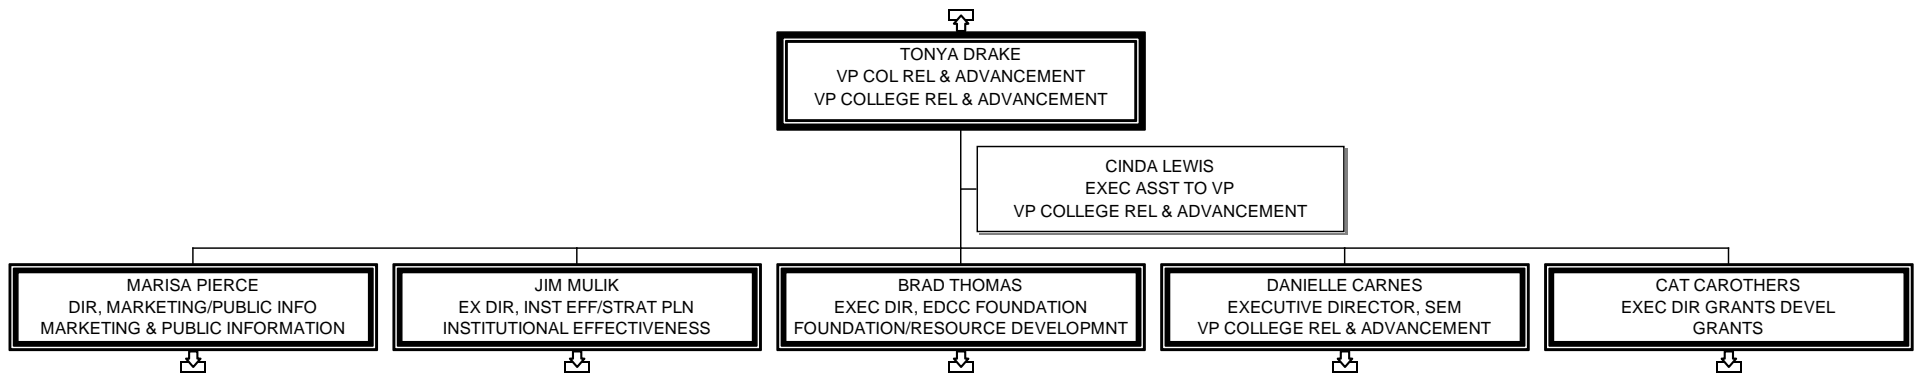 TONYA DRAKE
VP COL REL & ADVANCEMENT
VP COLLEGE REL & ADVANCEMENT
CINDA LEWIS
EXEC ASST TO VP
VP COLLEGE REL & ADVANCEMENT
MARISA PIERCE
DIR, MARKETING/PUBLIC INFO
MARKETING & PUBLIC INFORMATION
JIM MULIK
EX DIR, INST EFF/STRAT PLN
INSTITUTIONAL EFFECTIVENESS
BRAD THOMAS
EXEC DIR, EDCC FOUNDATION
FOUNDATION/RESOURCE DEVELOPMNT
DANIELLE CARNES
EXECUTIVE DIRECTOR, SEM
VP COLLEGE REL & ADVANCEMENT
CAT CAROTHERS
EXEC DIR GRANTS DEVEL
GRANTS